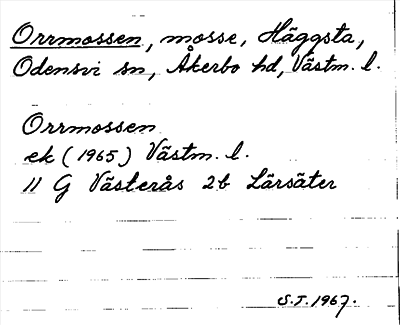 Orrmossen, mosse, Häggsta,
Odensvi sn, Åkerbo hd, Västm. l.
Orrmossen
ek (1965) Västm. l.
11 G Västerås 2b Lärsäter
S.T. 1967.